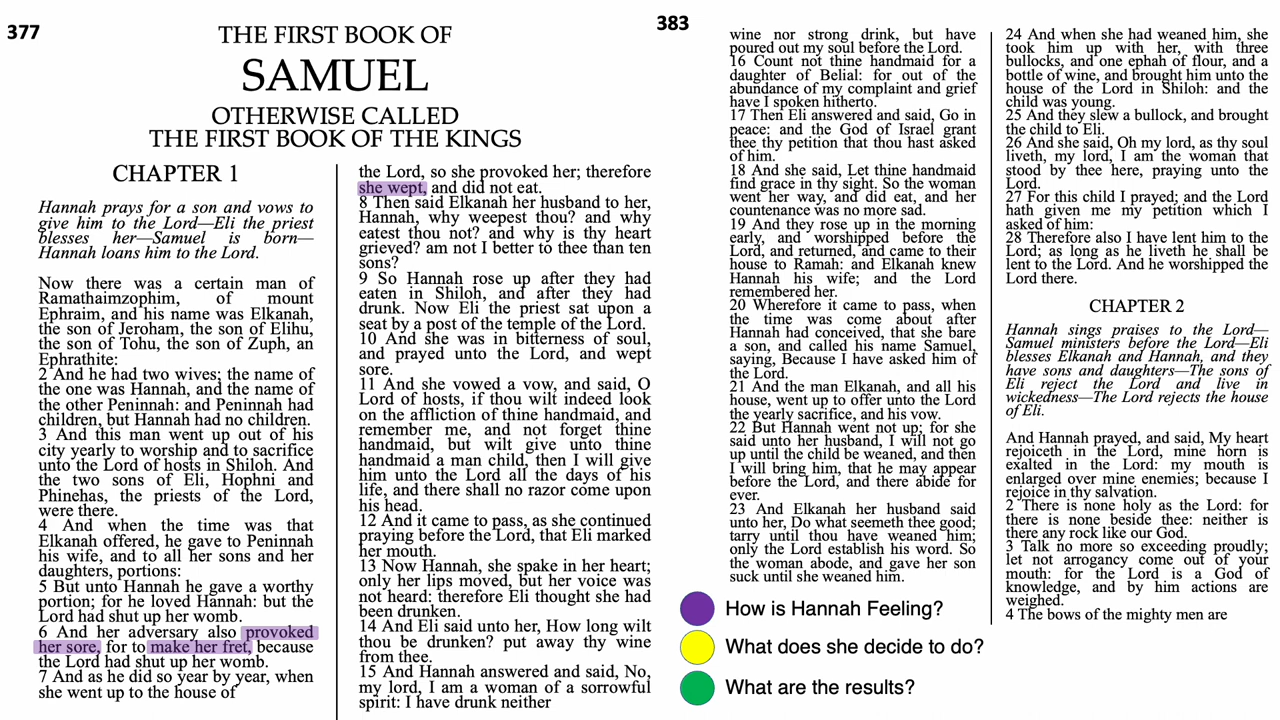 377
THE FIRST BOOK OF
SAMUEL
OTHERWISE CALLED
THE FIRST BOOK OF THE KINGS
CHAPTER 1
Hannah prays for a son and vows to
give him to the Lord—Eli the priest
blesses her—Samuel is born—
Hannah loans him to the Lord.
Now there was a certain man of
Ramathaimzophim, of mount
Ephraim, and his name was Elkanah,
the son of Jeroham, the son of Elihu,
the son of Tohu, the son of Zuph, an
Ephrathite:
2 And he had two wives; the name of
the one was Hannah, and the name of
the other Peninnah: and Peninnah had
children, but Hannah had no children.
3 And this man went up out of his
city yearly to worship and to sacrifice
unto the Lord of hosts in Shiloh. And
the two sons of Eli, Hophni and
Phinehas, the priests of the Lord,
were there.
4 And when the time was that
Elkanah offered, he gave to Peninnah
his wife, and to all her sons and her
daughters, portions:
5 But unto Hannah he gave a worthy
portion; for he loved Hannah: but the
Lord had shut up her womb.
6 And her adversary also provoked
her sore, for to make her fret, because
the Lord had shut up her womb.
7 And as he did so year by year, when
she went up to the house of
the Lord, so she provoked her; therefore
she wept, and did not eat.
8 Then said Elkanah her husband to her,
Hannah, why weepest thou? and why
eatest thou not? and why is thy heart
grieved? am not I better to thee than ten
sons?
9 So Hannah rose up after they had
eaten in Shiloh, and after they had
drunk. Now Eli the priest sat upon a
seat by a post of the temple of the Lord.
10 And she was in bitterness of soul,
and prayed unto the Lord, and wept
sore.
11 And she vowed a vow, and said, O
Lord of hosts, if thou wilt indeed look
on the affliction of thine handmaid, and
remember me, and not forget thine
handmaid, but wilt give unto thine
handmaid a man child, then I will give
him unto the Lord all the days of his
life, and there shall no razor come upon
his head.
12 And it came to pass, as she continued
praying before the Lord, that Eli marked
her mouth.
13 Now Hannah, she spake in her heart;
only her lips moved, but her voice was
not heard: therefore Eli thought she had
been drunken.
14 And Eli said unto her, How long wilt
thou be drunken? put away thy wine
from thee.
15 And Hannah answered and said, No,
my lord, I am a woman of a sorrowful
spirit: I have drunk neither
383
wine nor strong drink, but have
poured out my soul before the Lord.
16 Count not thine handmaid for a
daughter of Belial: for out of the
abundance of my complaint and grief
have I spoken hitherto.
17 Then Eli answered and said, Go in
peace: and the God of Israel grant
thee thy petition that thou hast asked
of him.
18 And she said, Let thine handmaid
find grace in thy sight. So the woman
went her way, and did eat, and her
countenance was no more sad.
19 And they rose up in the morning
early, and worshipped before the
Lord, and returned, and came to their
house to Ramah: and Elkanah knew
Hannah his wife; and the Lord
remembered her.
20 Wherefore it came to pass, when
the time was come about after
Hannah had conceived, that she bare
a son, and called his name Samuel,
saying, Because I have asked him of
the Lord.
21 And the man Elkanah, and all his
house, went up to offer unto the Lord
the yearly sacrifice, and his vow.
22 But Hannah went not up; for she
said unto her husband, I will not go
up until the child be weaned, and then
I will bring him, that he may appear
before the Lord, and there abide for
ever.
23 And Elkanah her husband said
unto her, Do what seemeth thee good;
tarry until thou have weaned him;
only the Lord establish his word. So
the woman abode, and gave her son
suck until she weaned him.
24 And when she had weaned him, she
took him up with her, with three
bullocks, and one ephah of flour, and a
bottle of wine, and brought him unto the
house of the Lord in Shiloh: and the
child was young.
25 And they slew a bullock, and brought
the child to Eli.
26 And she said, Oh my lord, as thy soul
liveth, my lord, I am the woman that
stood by thee here, praying unto the
Lord.
27 For this child I prayed; and the Lord
hath given me my petition which I
asked of him:
28 Therefore also I have lent him to the
Lord; as long as he liveth he shall be
lent to the Lord. And he worshipped the
Lord there.
CHAPTER 2
Hannah sings praises to the Lord—
Samuel ministers before the Lord—Eli
blesses Elkanah and Hannah, and they
have sons and daughters—The sons of
Eli reject the Lord and live in
wickedness—The Lord rejects the house
of Eli.
And Hannah prayed, and said, My heart
rejoiceth in the Lord, mine horn is
exalted in the Lord: my mouth is
enlarged over mine enemies; because I
rejoice in thy salvation.
2 There is none holy as the Lord: for
there is none beside thee: neither is
there any rock like our God.
3 Talk no more so exceeding proudly;
let not arrogancy come out of your
mouth: for the Lord is a God of
knowledge, and by him actions are
weighed.
4 The bows of the mighty men are
How is Hannah Feeling?
What does she decide to do?
What are the results?